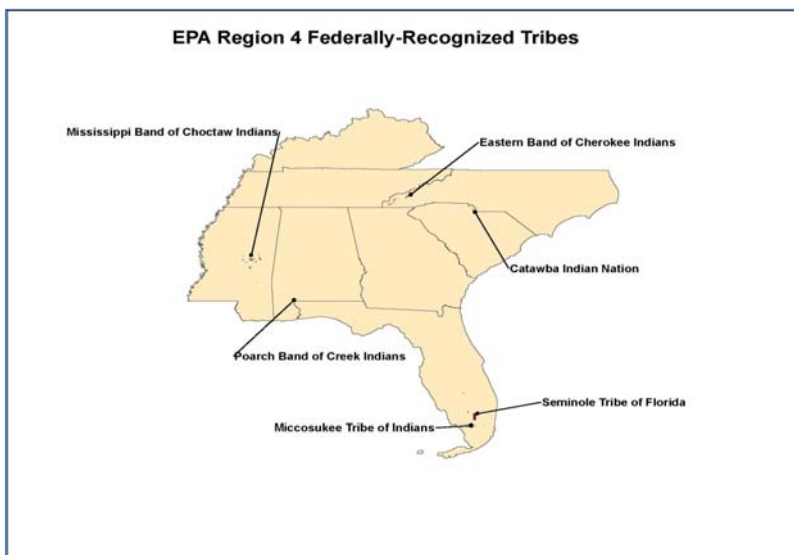 EPA Region 4 Federally-Recognized Tribes
Mississippi Band of Choctaw Indians
Eastern Band of Cherokee Indians
Catawba Indian Nation
Poarch Band of Creek Indians
Seminole Tribe of Florida
Miccosukee Tribe of Indians